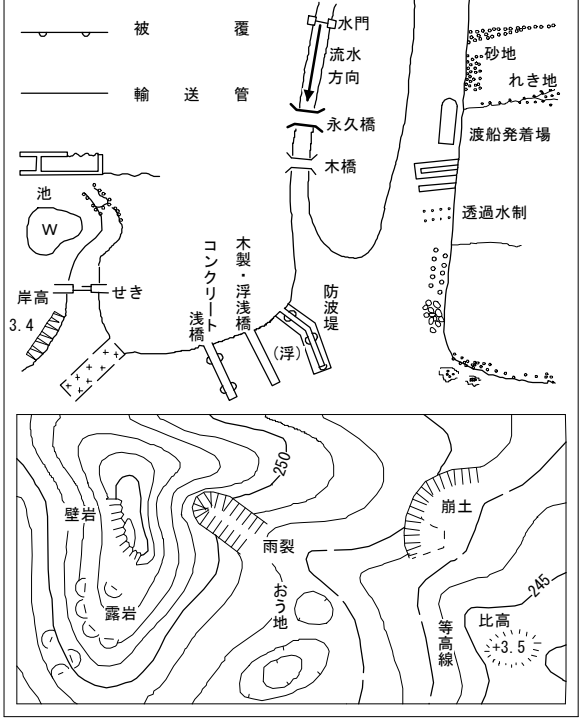 被覆
輸送管
水門
流水
方向
永久橋
木橋
砂地
れき地
渡船発着場
透過水制
池
W
せき
岸高
3.4
コンクリート
浅橋
木製・浮浅橋
(浮)
防波堤
250
壁岩
露岩
雨裂
おう地
崩土
245
等高線
比高
+3.5